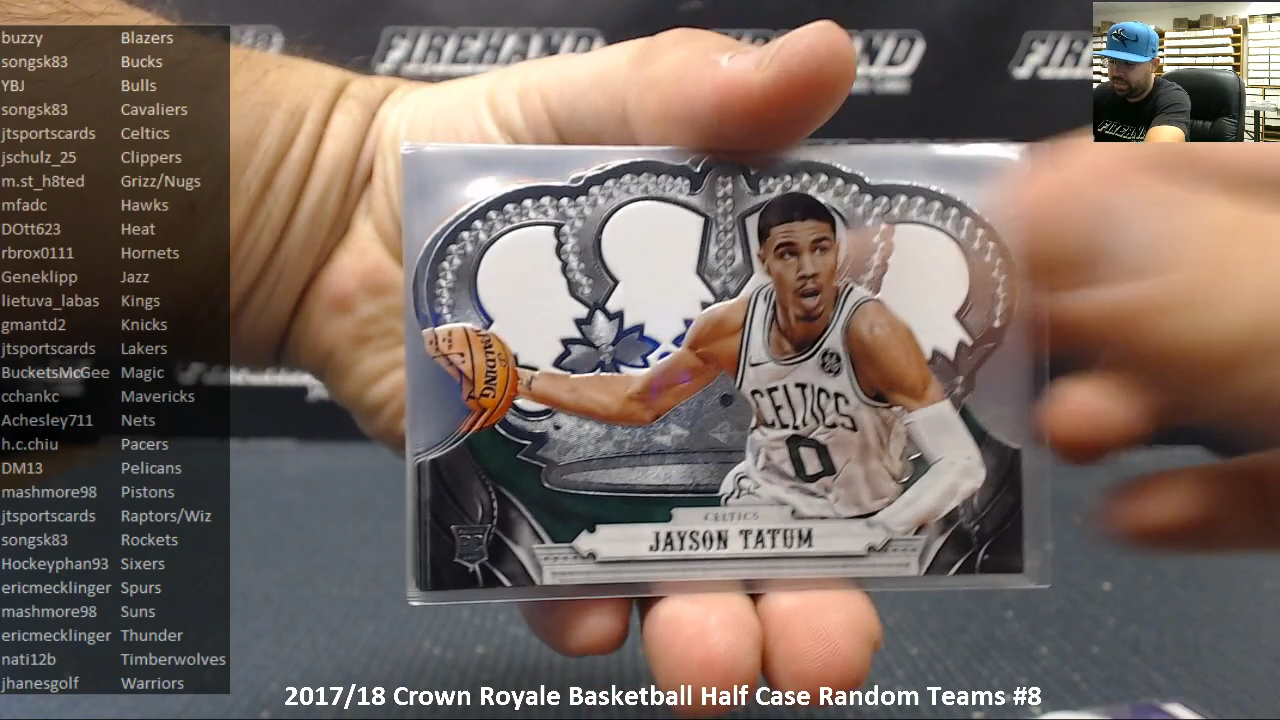 buzzy Blazers
songsk83 Bucks
YBJ Bulls
songsk83 Cavaliers
jtsportscards Celtics
jschulz_25 Clippers
m.st_h8ted Grizz/Nugs
mfadc Hawks
DOtt623 Heat
rbrox0111 Hornets
Geneklipp Jazz
lietuva_labas Kings
gmantd2 Knicks
jtsportscards Lakers
BucketsMcGee Magic
cchankc Mavericks
Achesley711 Nets
h.c.chiu Pacers
DM13 Pelicans
mashmore98 Pistons
jtsportscards Raptors/Wiz
songsk83 Rockets
Hockeyphan93 Sixers
ericmecklinger Spurs
mashmore98 Suns
ericmecklinger Thunder
nati12b Timberwolves
jhanesgolf Warriors
FIREHAND
SPALDING
CELTICS
0
CELTICS
JAYSON TATUM
2017/18 Crown Royale Basketball Half Case Random Teams #8